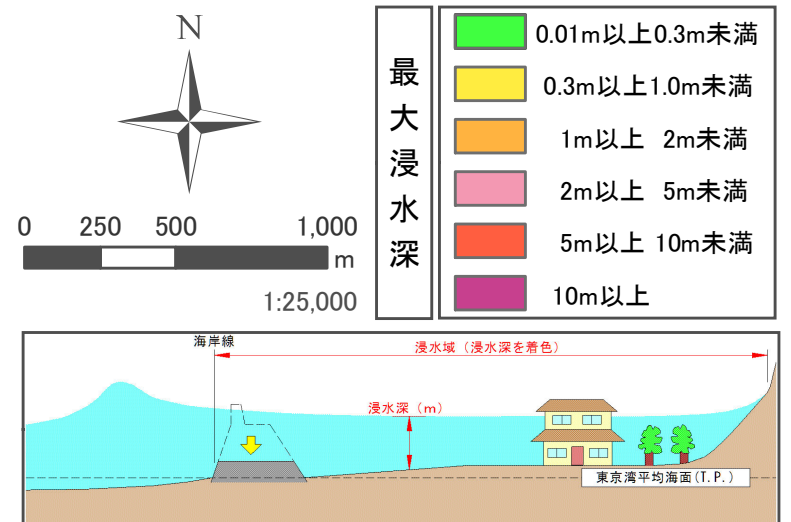 N
0 250 500 1,000
m
1:25,000
最大浸水深
0.01m以上0.3m未満
0.3m以上1.0m未満
1m以上 2m未満
2m以上 5m未満
5m以上 10m未満
10m以上
海岸線
浸水域（浸水深を着色）
浸水深（m）
東京湾平均海面(T.P.)